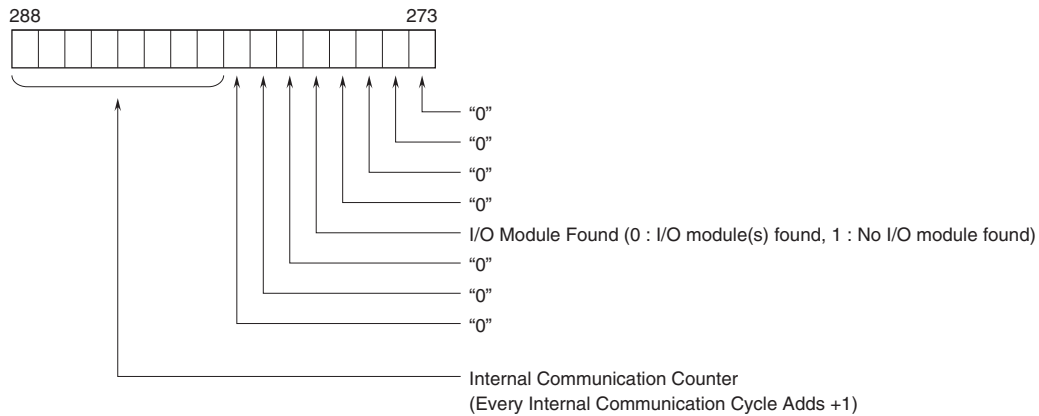 288 273
“0”
“0”
“0”
“0”
I/O Module Found (0 : I/O module(s) found, 1 : No I/O module found)
“0”
“0”
“0”
Internal Communication Counter
(Every Internal Communication Cycle Adds +1)